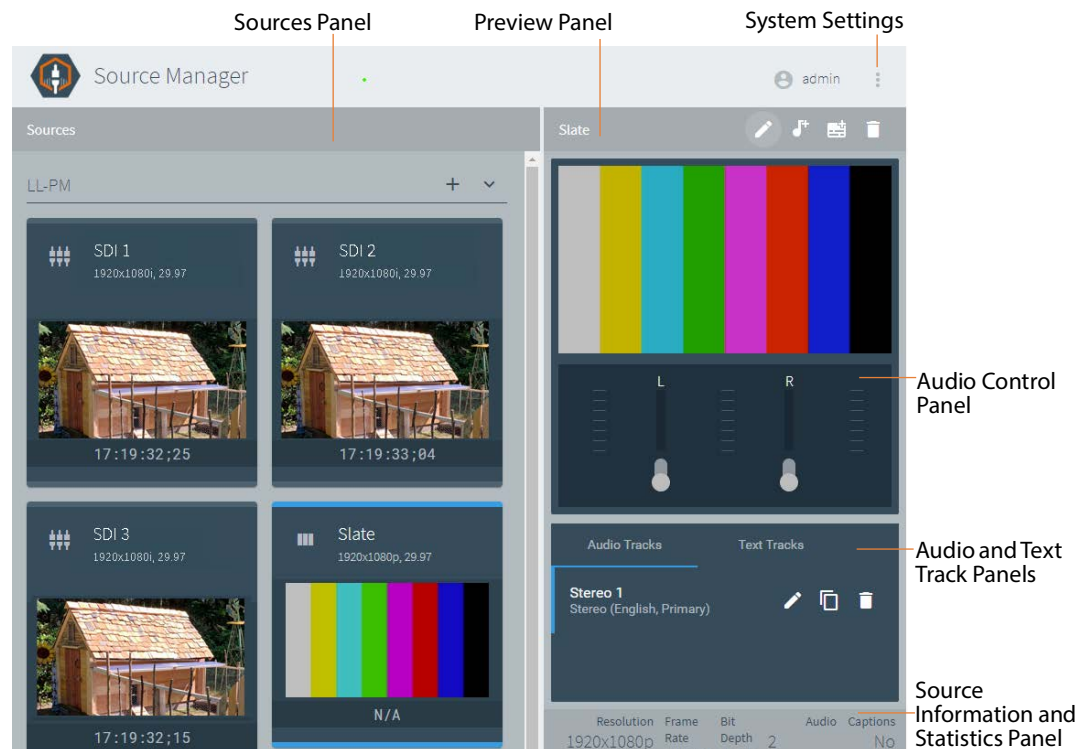 Sources Panel
Preview Panel
System Settings
Source Manager
admin
Sources
Slate
LL-PM
SDI 1
1920x1080i, 29.97
SDI 2
1920x1080i, 29.97
17:19:32;25
17:19:33;04
SDI 3
1920x1080i, 29.97
Slate
1920x1080p, 29.97
17:19:32;15
N/A
L
R
Audio Control
Panel
Audio Tracks
Text Tracks
Audio and Text
Track Panels
Stereo 1
Stereo (English, Primary)
Resolution
1920x1080p
Frame
Rate
Bit
Depth
Audio
2
Captions
No
Source
Information and
Statistics Panel